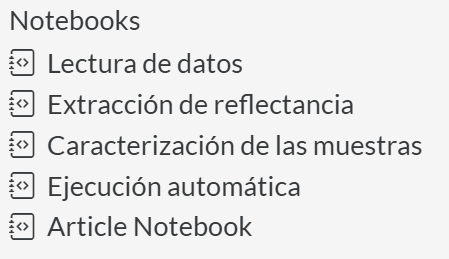 Notebooks
Lectura de datos
Extracción de reflectancia
Caracterización de las muestras
Ejecución automática
Article Notebook